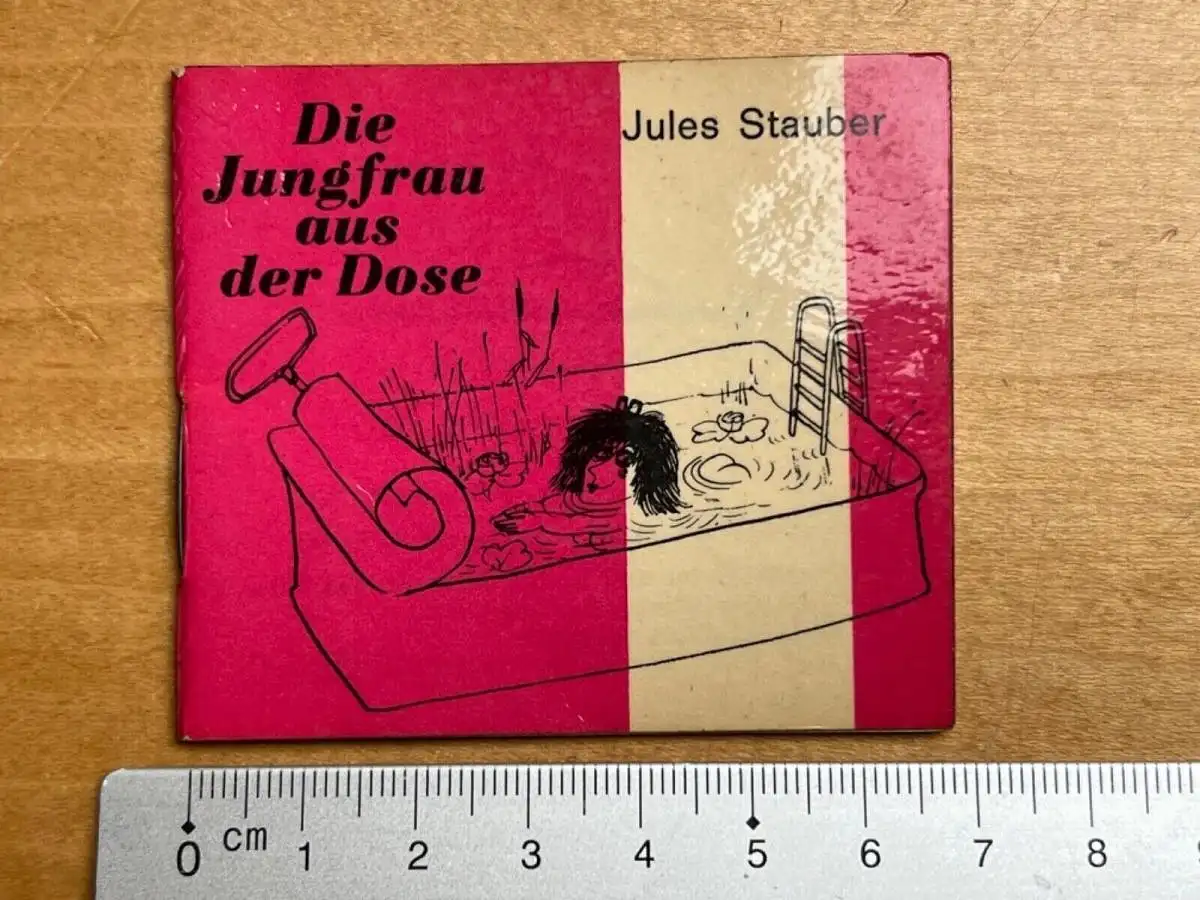 Die
Jungfrau
aus
der Dose
Jules Stauber
cm
0 1 2 3 4 5 6 7 8